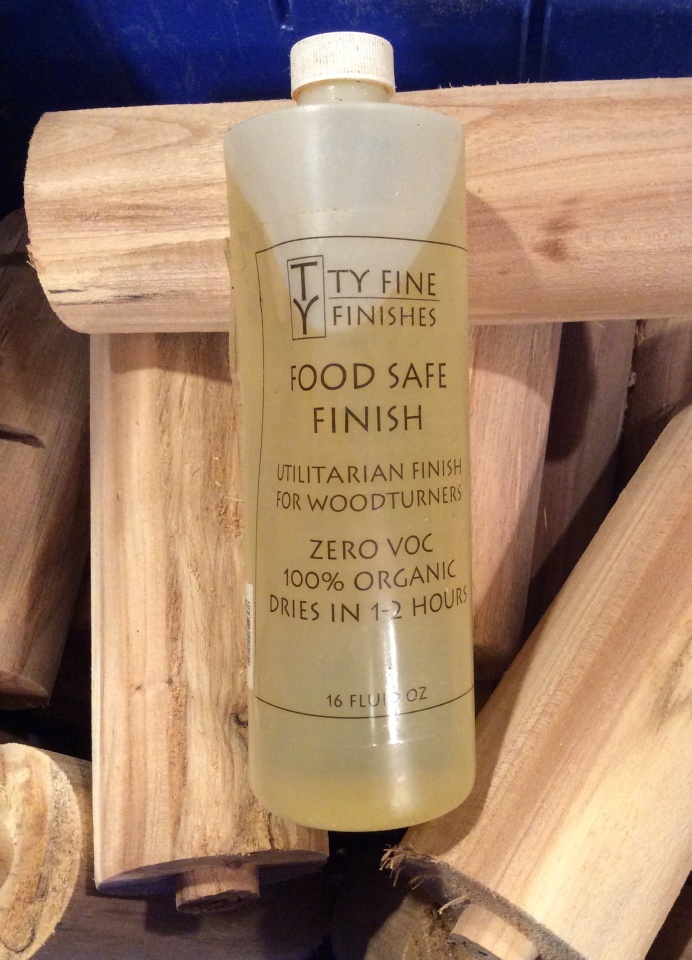 TY
TY FINE
FINISHES
FOOD SAFE
FINISH
UTILITARIAN FINISH
FOR WOODTURNERS
ZERO VOC
100% ORGANIC
DRIES IN 1-2 HOURS
16 FLUID OZ